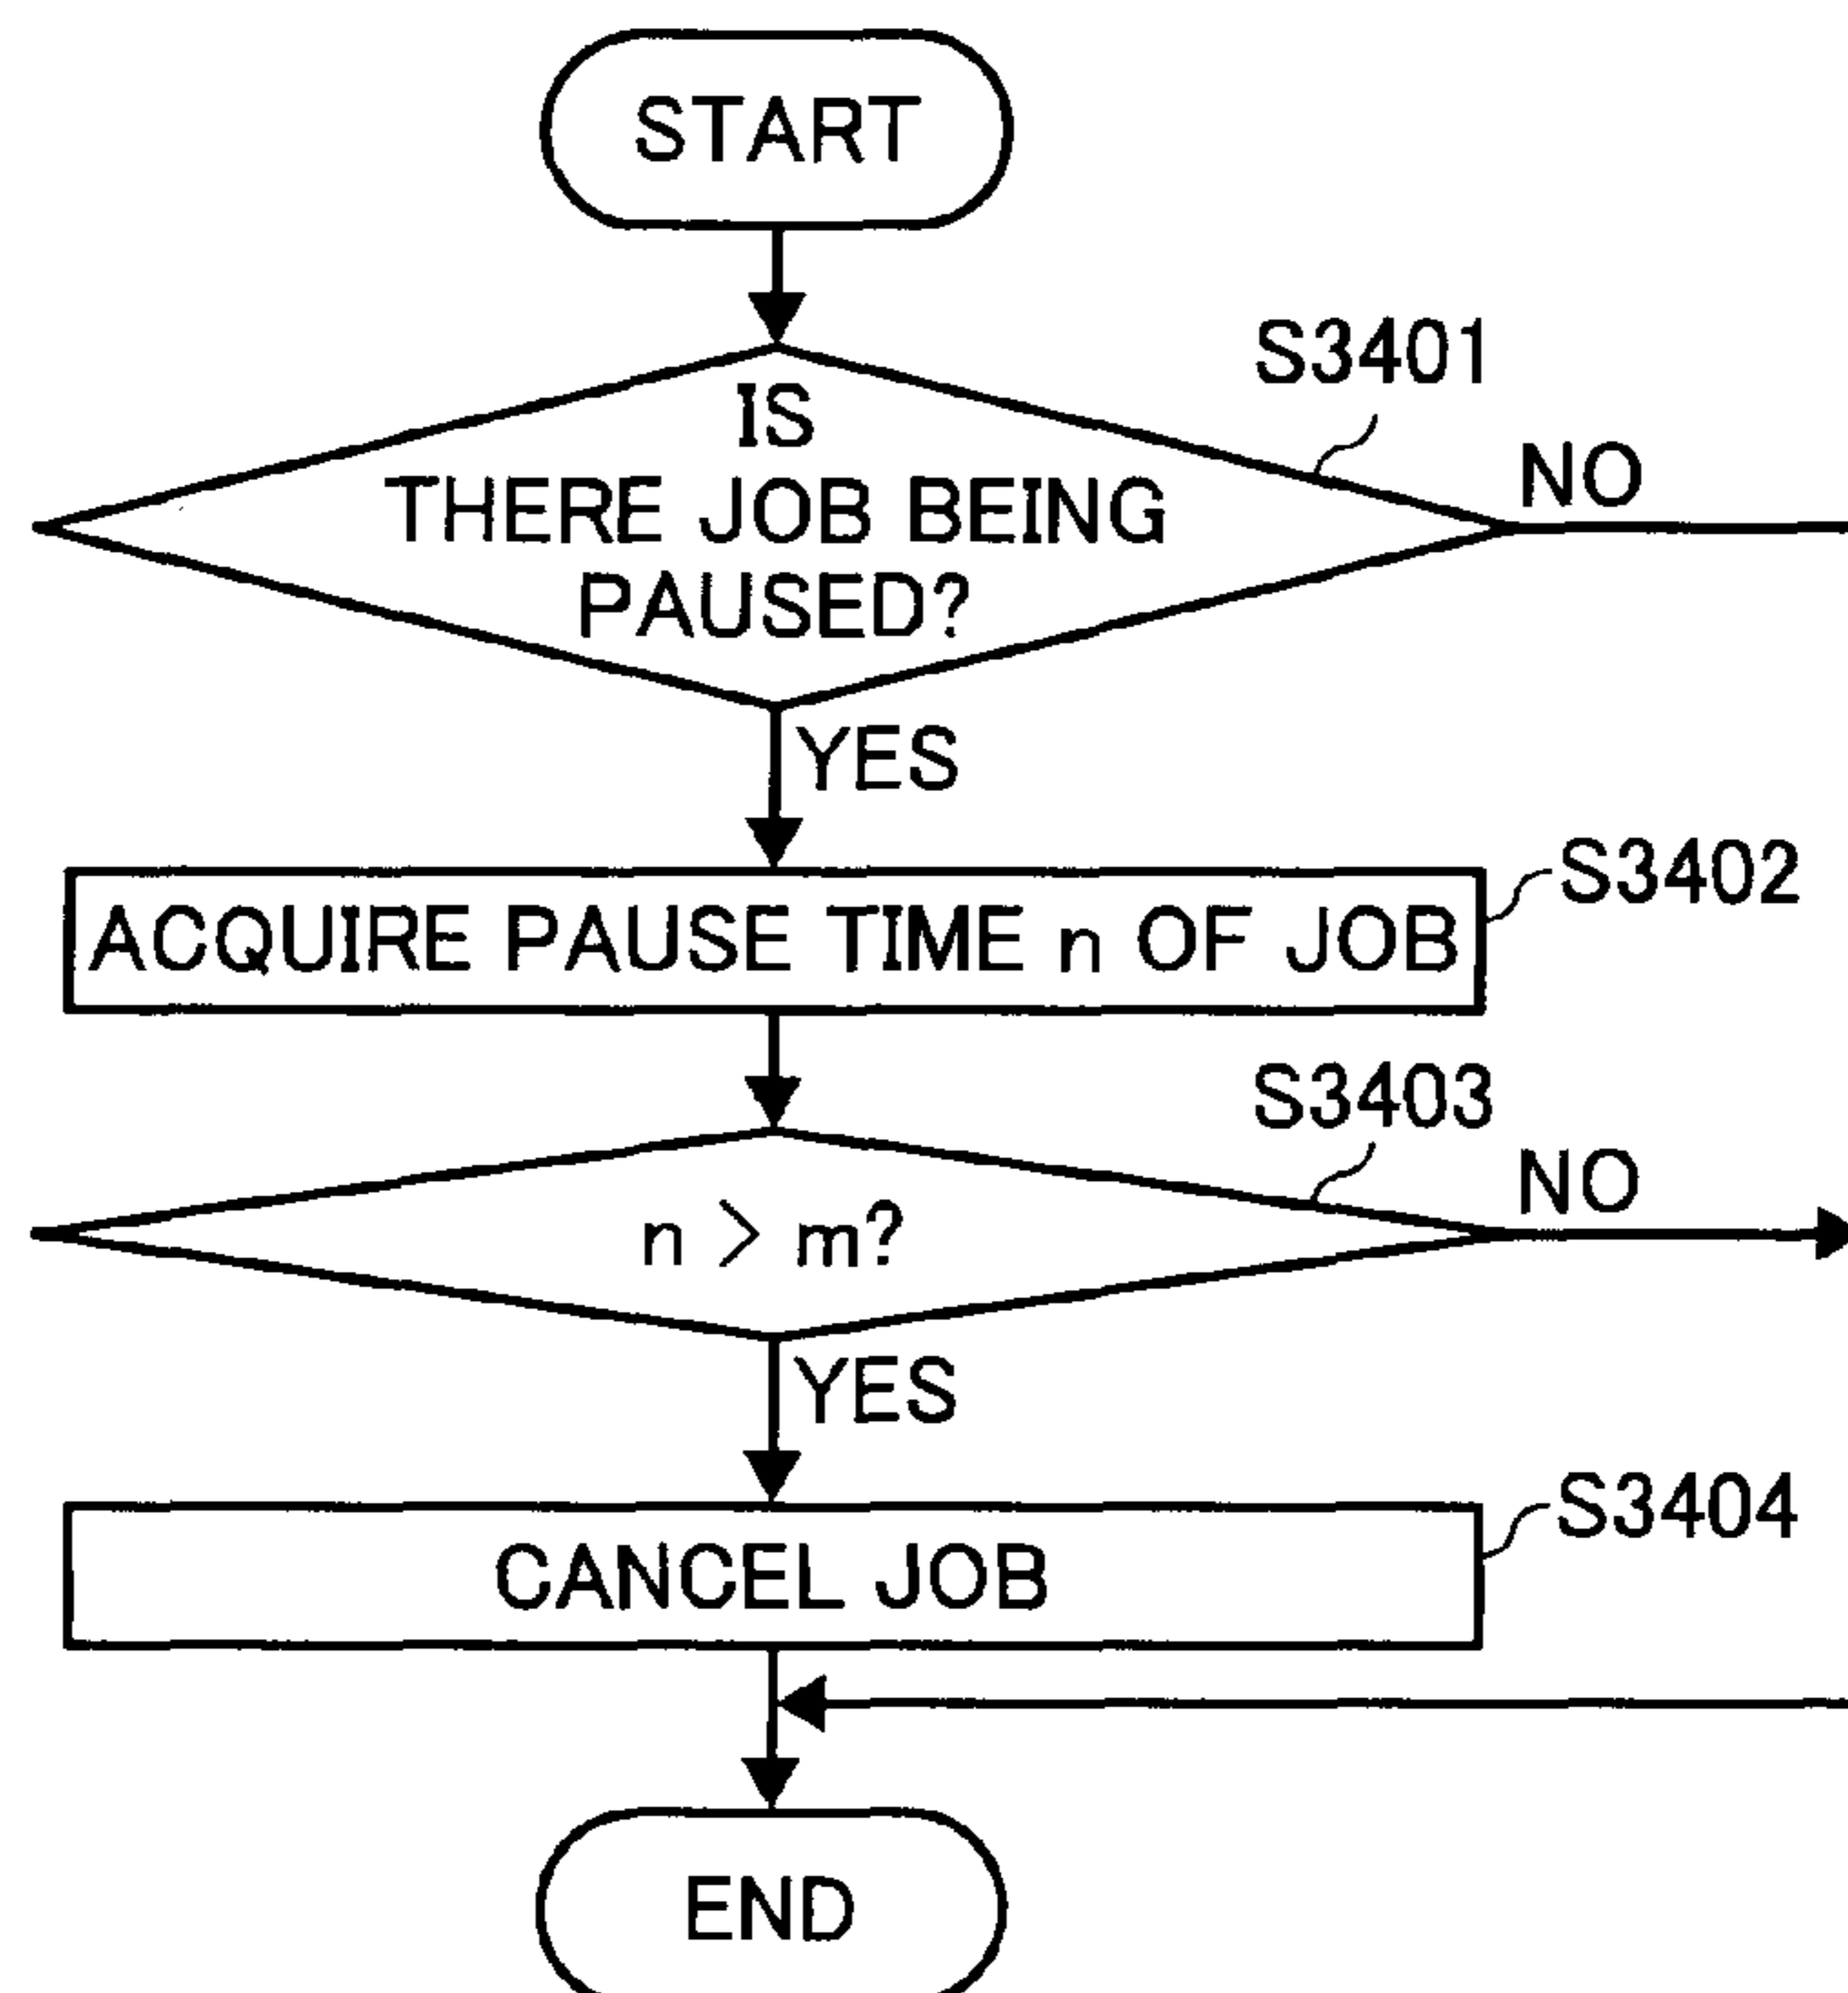 START
S3401
IS
THERE JOB BEING
PAUSED?
NO
YES
S3402
ACQUIRE PAUSE TIME n OF JOB
S3403
n > m?
NO
YES
S3404
CANCEL JOB
END